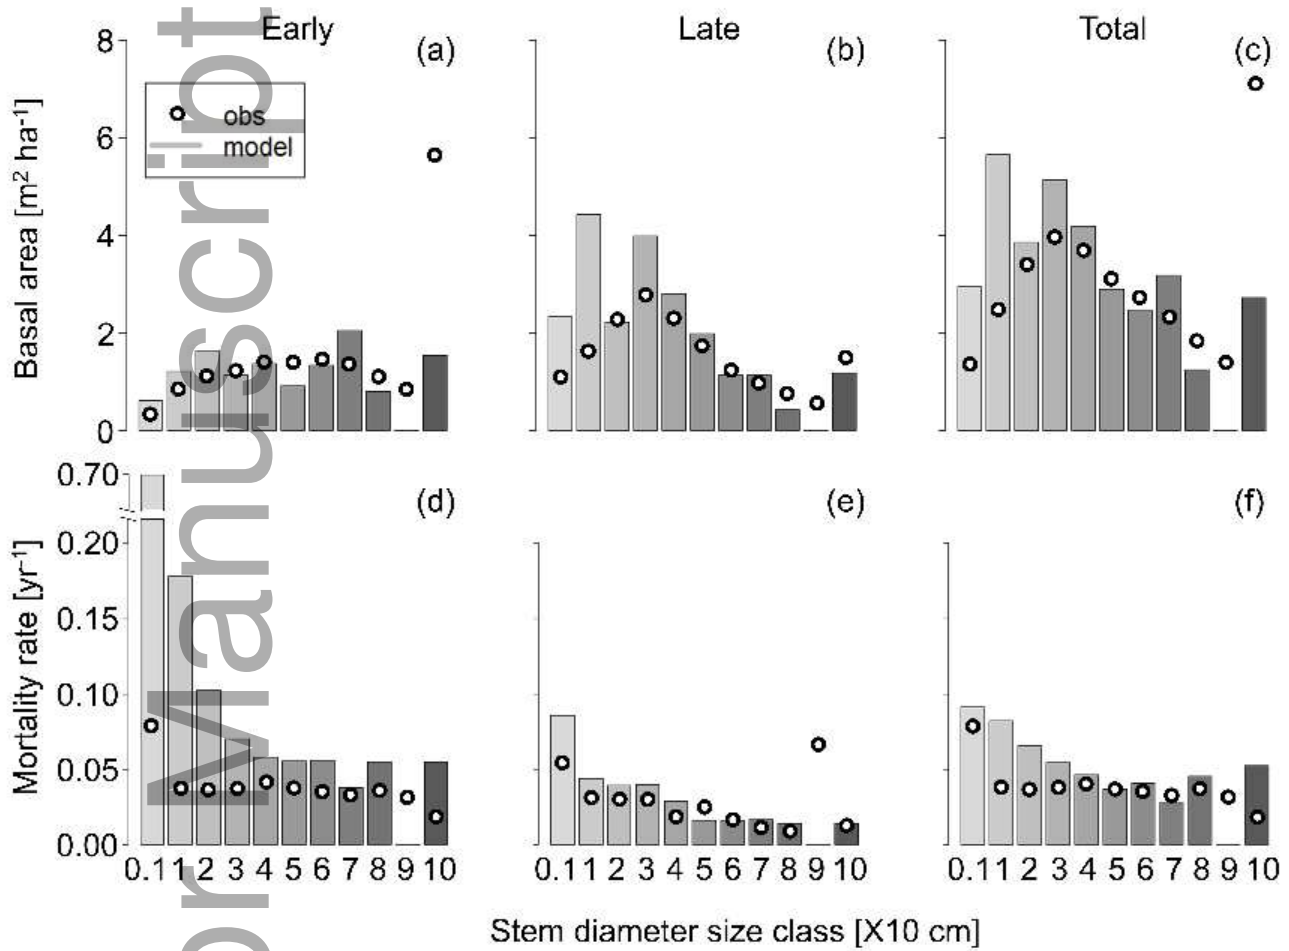 Early
Late
Total
(a)
(b)
(c)
obs
model
8
6
4
2
0
Basal area [m² ha⁻¹]
(d)
(e)
(f)
0.70
0.20
0.15
0.10
0.05
0.00
Mortality rate [yr⁻¹]
0.1 1 2 3 4 5 6 7 8 9 10
0.1 1 2 3 4 5 6 7 8 9 10
0.1 1 2 3 4 5 6 7 8 9 10
Stem diameter size class [X10 cm]
r Manuscript